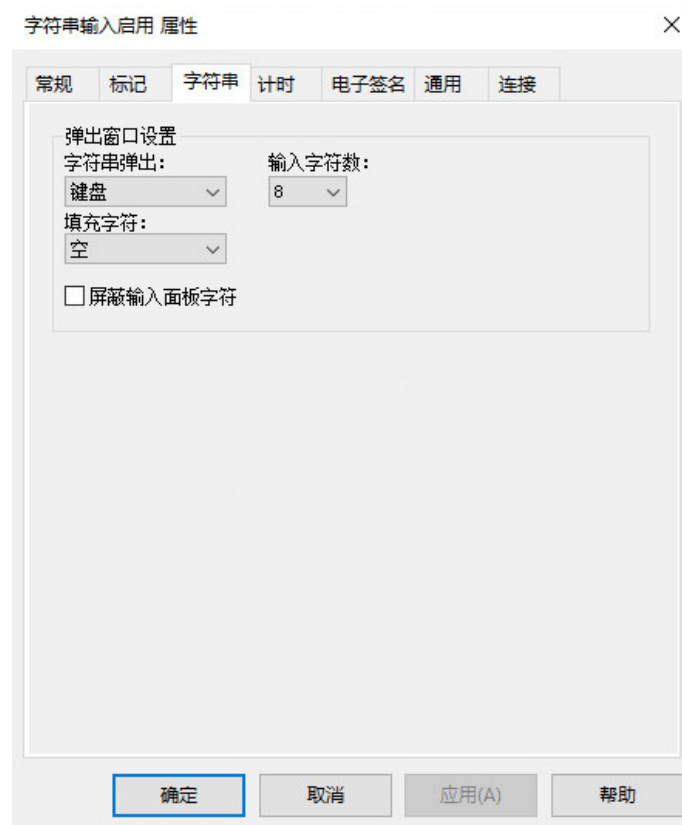 字符串输入启用 属性
常规 标记 字符串 计时 电子签名 通用 连接
弹出窗口设置
字符串弹出： 输入字符数：
键盘 8
填充字符：
空
屏蔽输入面板字符
确定 取消 应用(A) 帮助